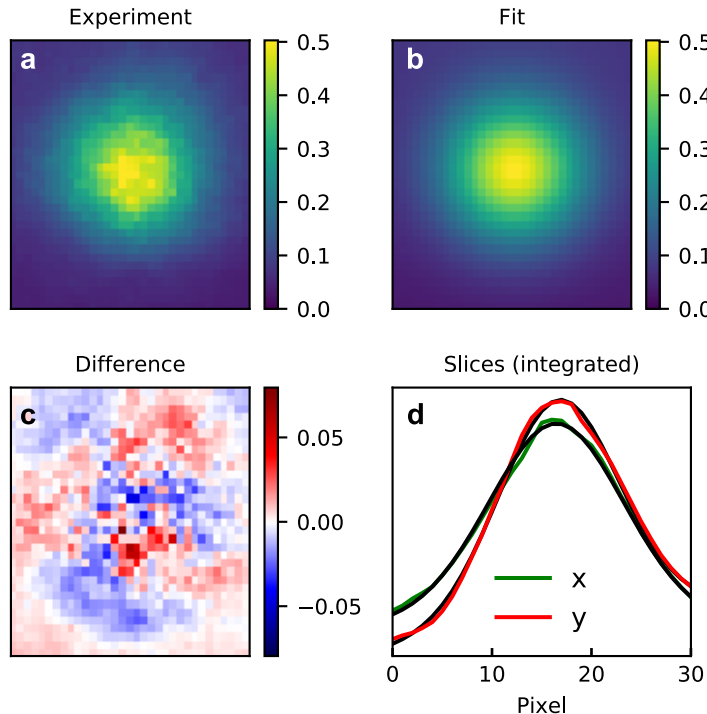 Experiment
Fit
a
0.5
0.4
0.3
0.2
0.1
0.0
b
0.5
0.4
0.3
0.2
0.1
0.0
Difference
Slices (integrated)
c
0.05
0.00
−0.05
d
x
y
0
10
20
30
Pixel